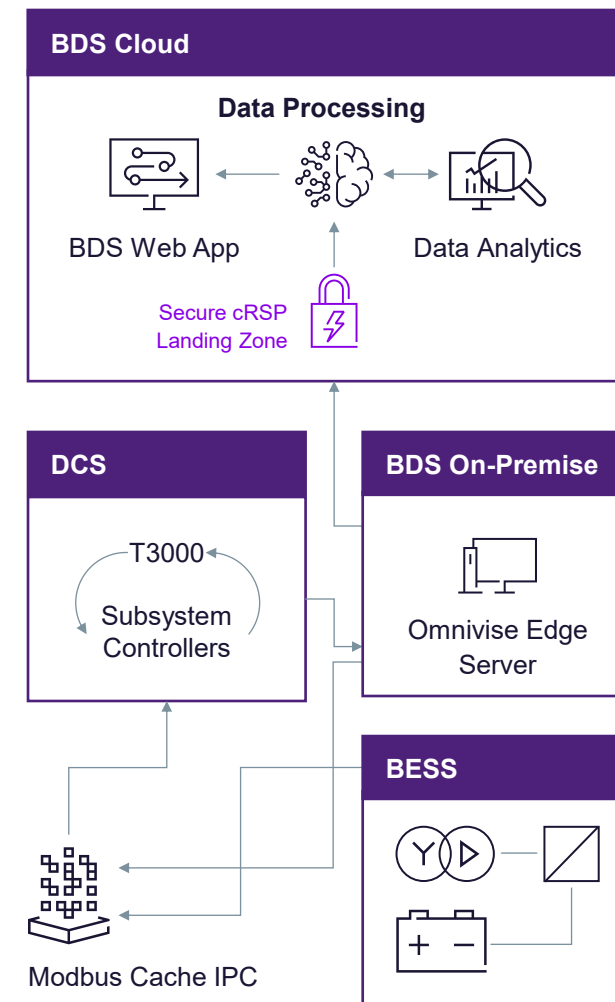 BDS Cloud
Data Processing
BDS Web App
Data Analytics
Secure cRSP
Landing Zone
DCS
T3000
Subsystem
Controllers
BDS On-Premise
Omnivise Edge
Server
BESS
Y
+ −
Modbus Cache IPC